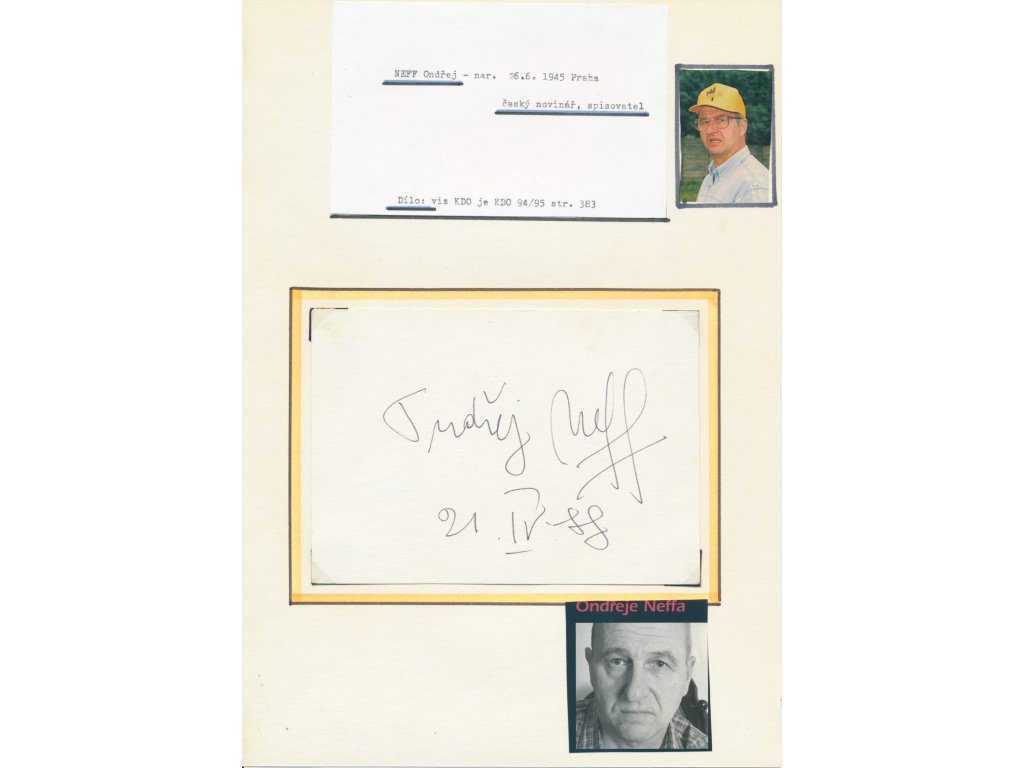 NEFF Ondřej - nar. 26.6. 1945 Praha
český novinář, spisovatel
Dílo: viz KDO je KDO 94/95 str. 383
Ondřej Neff
21. IV. 88
Ondřeje Neffa